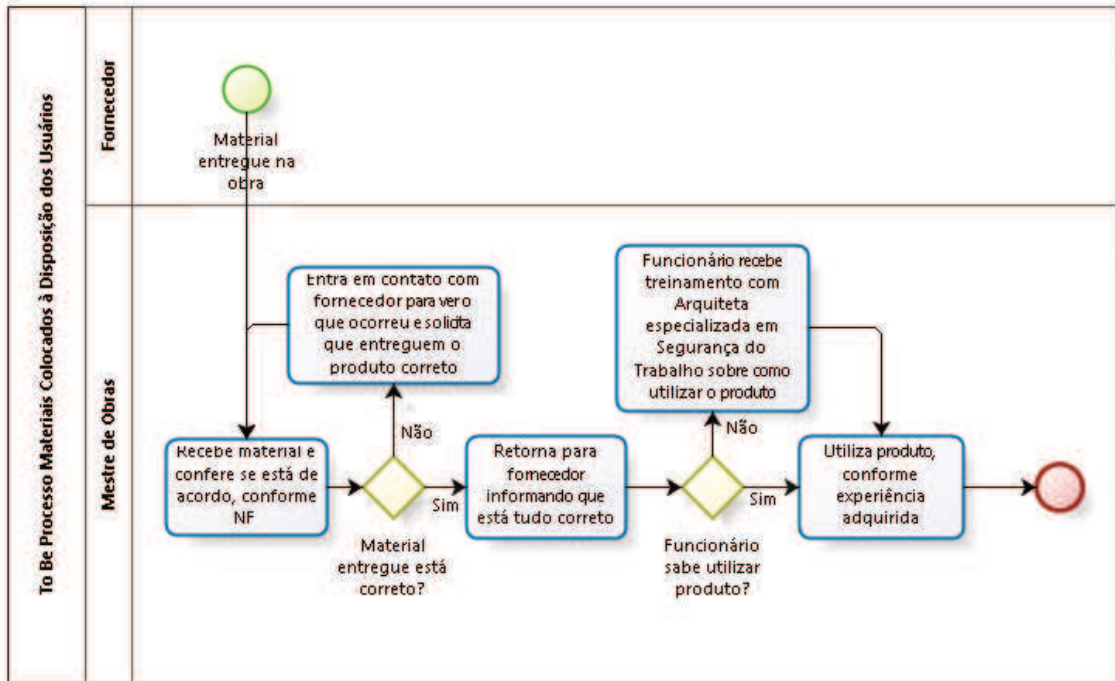 To Be Processo Materiais Colocados à Disposição dos Usuários
Fornecedor
Material
entregue na
obra
Mestre de Obras
Entra em contato com
fornecedor para ver o
que ocorreu e solicita
que entreguem o
produto correto
Funcionário recebe
treinamento com
Arquiteta
especializada em
Segurança do
Trabalho sobre como
utilizar o produto
Não
Não
Recebe material e
confere se está de
acordo, conforme
NF
Sim
Retorna para
fornecedor
informando que
está tudo correto
Sim
Utiliza produto,
conforme
experiência
adquirida
Material
entregue está
correto?
Funcionário
sabe utilizar
produto?